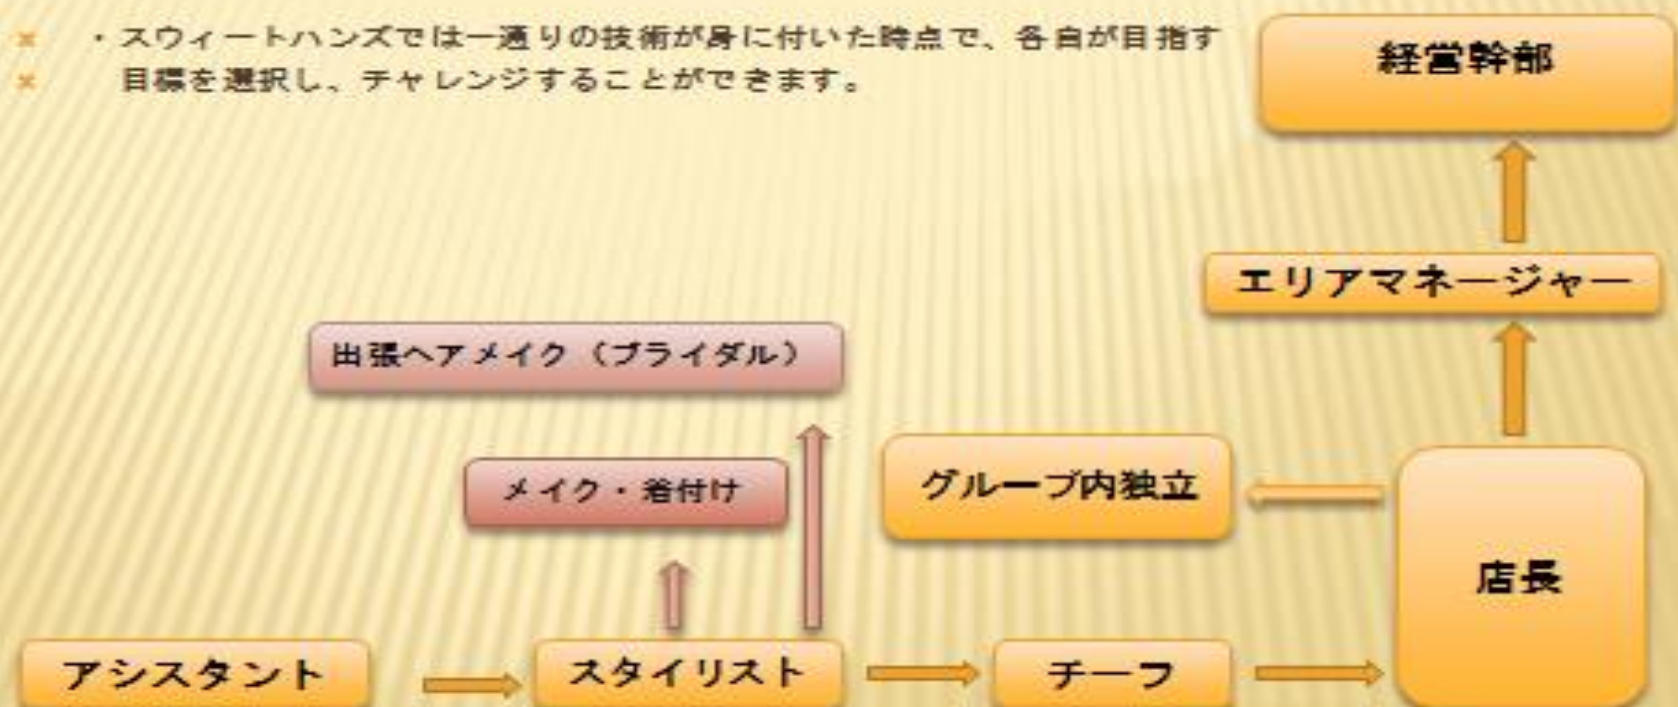 ・スウィートハンズでは一通りの技術が身に付いた時点で、各自が目指す
目標を選択し、チャレンジすることができます。
経営幹部
エリアマネージャー
出張ヘアメイク（ブライダル）
メイク・着付け
グループ内独立
店長
アシスタント
スタイリスト
チーフ